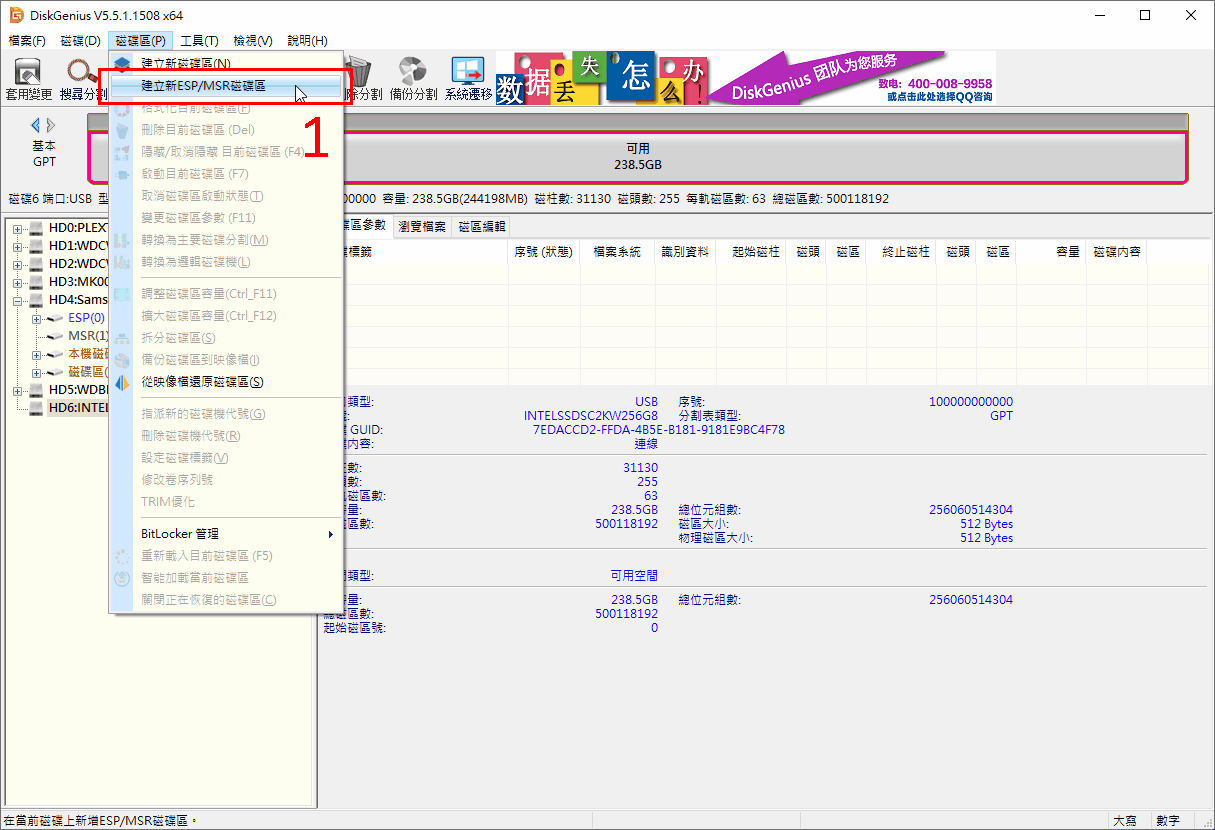 DiskGenius V5.5.1.1508 x64
檔案(F) 磁碟(D) 磁碟區(P) 工具(T) 檢視(V) 說明(H)
套用變更 搜尋分割 除分割 備份分割 系統遷移
数据丢失怎么办!
DiskGenius 团队为您服务
致电: 400-008-9958
或点击此处选择QQ咨询
建立新磁碟區(N)
建立新ESP/MSR磁碟區
1
格式化目前磁碟區(F)
刪除目前磁碟區 (Del)
隱藏/取消隱藏 目前磁碟區 (F4)
啟動目前磁碟區 (F7)
取消磁碟區啟動狀態(T)
變更磁碟區參數 (F11)
轉換為主要磁碟分割(M)
轉換為邏輯磁碟機(L)
調整磁碟區容量(Ctrl_F11)
擴大磁碟區容量(Ctrl_F12)
拆分磁碟區(S)
備份磁碟區到映像檔(I)
從映像檔還原磁碟區(S)
指派新的磁碟機代號(G)
刪除磁碟機代號(R)
設定磁碟標籤(V)
修改卷序列號
TRIM優化
BitLocker 管理
重新載入目前磁碟區 (F5)
智能加載當前磁碟區
關閉正在恢復的磁碟區(C)
基本
GPT
可用
238.5GB
磁碟6 端口:USB 型 00000 容量: 238.5GB(244198MB) 磁柱數: 31130 磁頭數: 255 每軌磁區數: 63 總磁區數: 500118192
HD0:PLEXT
HD1:WDCV
HD2:WDCV
HD3:MK00
HD4:Sams
ESP(0)
MSR(1)
本機磁碟
磁碟區(
HD5:WDBI
HD6:INTEL
區參數 瀏覽檔案 磁區編輯
標籤 序號 (狀態) 檔案系統 識別資料 起始磁柱 磁頭 磁區 終止磁柱 磁頭 磁區 容量 磁碟內容
類型: USB 序號: 100000000000
INTELSSDSC2KW256G8 分割表類型: GPT
GUID: 7EDACCD2-FFDA-4B5E-B181-9181E9BC4F78
內容: 連線
數: 31130
數: 255
磁區數: 63
量: 238.5GB 總位元組數: 256060514304
區數: 500118192 磁區大小: 512 Bytes
物理磁區大小: 512 Bytes
類型: 可用空間
量: 238.5GB 總位元組數: 256060514304
總磁區數: 500118192
起始磁區號: 0
在當前磁碟上新增ESP/MSR磁碟區。 大寫 數字